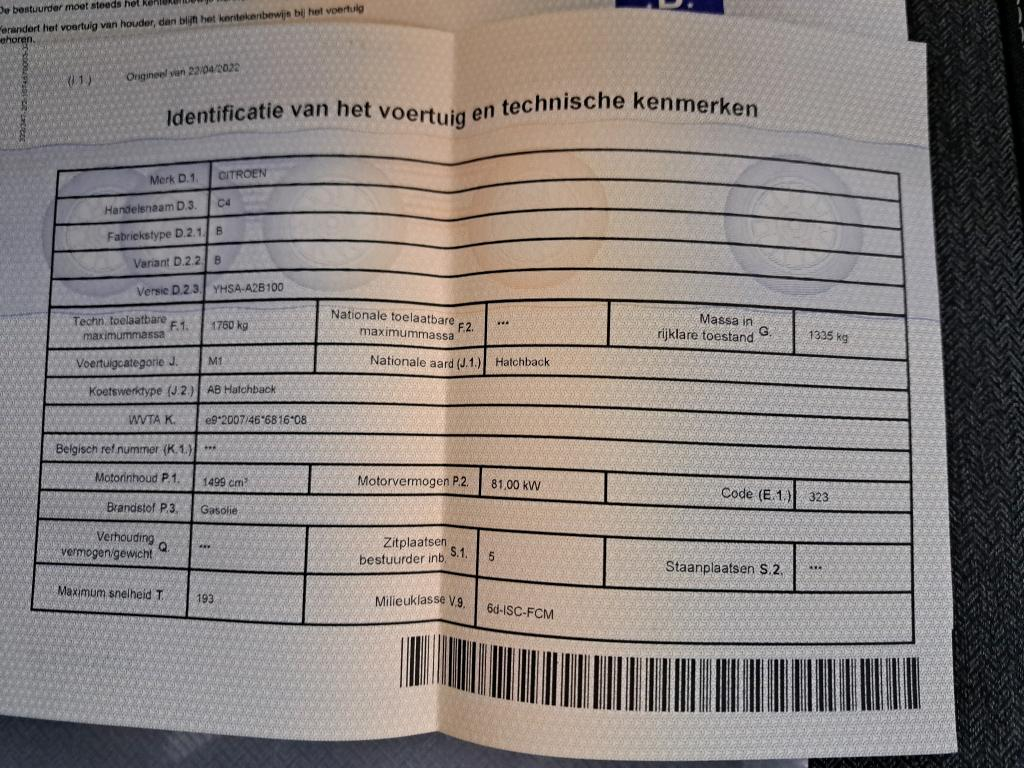 De bestuurder moet steeds het
Verandert het voertuig van houder, dan blijft het kentekenbewijs bij het voertuig
behoren.
(I.1.) Origineel van 22/04/2022
Identificatie van het voertuig en technische kenmerken
Merk D.1. CITROEN
Handelsnaam D.3. C4
Fabriekstype D.2.1. B
Variant D.2.2. B
Versie D.2.3. YHSA-A2B100
Techn. toelaatbare maximummassa F.1. 1760 kg Nationale toelaatbare maximummassa F.2. *** Massa in rijklare toestand G. 1335 kg
Voertuigcategorie J. M1 Nationale aard (J.1.) Hatchback
Koetswerktype (J.2.) AB Hatchback
WVTA K. e9*2007/46*6816*08
Belgisch ref.nummer (K.1.) ***
Motorinhoud P.1. 1499 cm³ Motorvermogen P.2. 81,00 kW Code (E.1.) 323
Brandstof P.3. Gasolie
Verhouding vermogen/gewicht Q. *** Zitplaatsen bestuurder inb. S.1. 5 Staanplaatsen S.2. ***
Maximum snelheid T. 193 Milieuklasse V.9. 6d-ISC-FCM